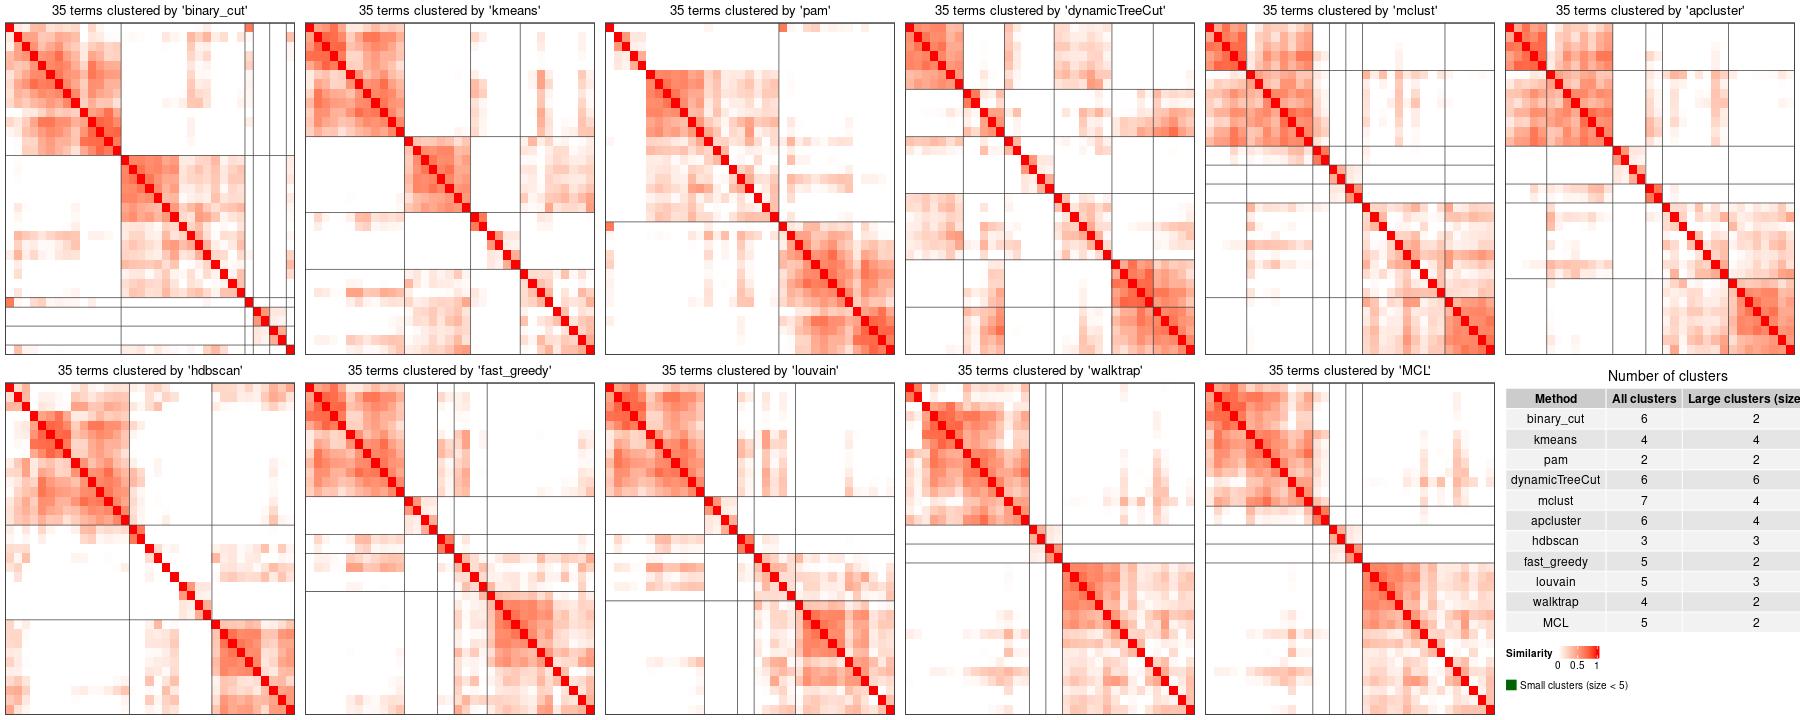 35 terms clustered by 'binary_cut'
35 terms clustered by 'kmeans'
35 terms clustered by 'pam'
35 terms clustered by 'dynamicTreeCut'
35 terms clustered by 'mclust'
35 terms clustered by 'apcluster'
35 terms clustered by 'hdbscan'
35 terms clustered by 'fast_greedy'
35 terms clustered by 'louvain'
35 terms clustered by 'walktrap'
35 terms clustered by 'MCL'
Number of clusters
Method All clusters Large clusters (size
binary_cut 6 2
kmeans 4 4
pam 2 2
dynamicTreeCut 6 6
mclust 7 4
apcluster 6 4
hdbscan 3 3
fast_greedy 5 2
louvain 5 3
walktrap 4 2
MCL 5 2
Similarity
0 0.5 1
Small clusters (size < 5)